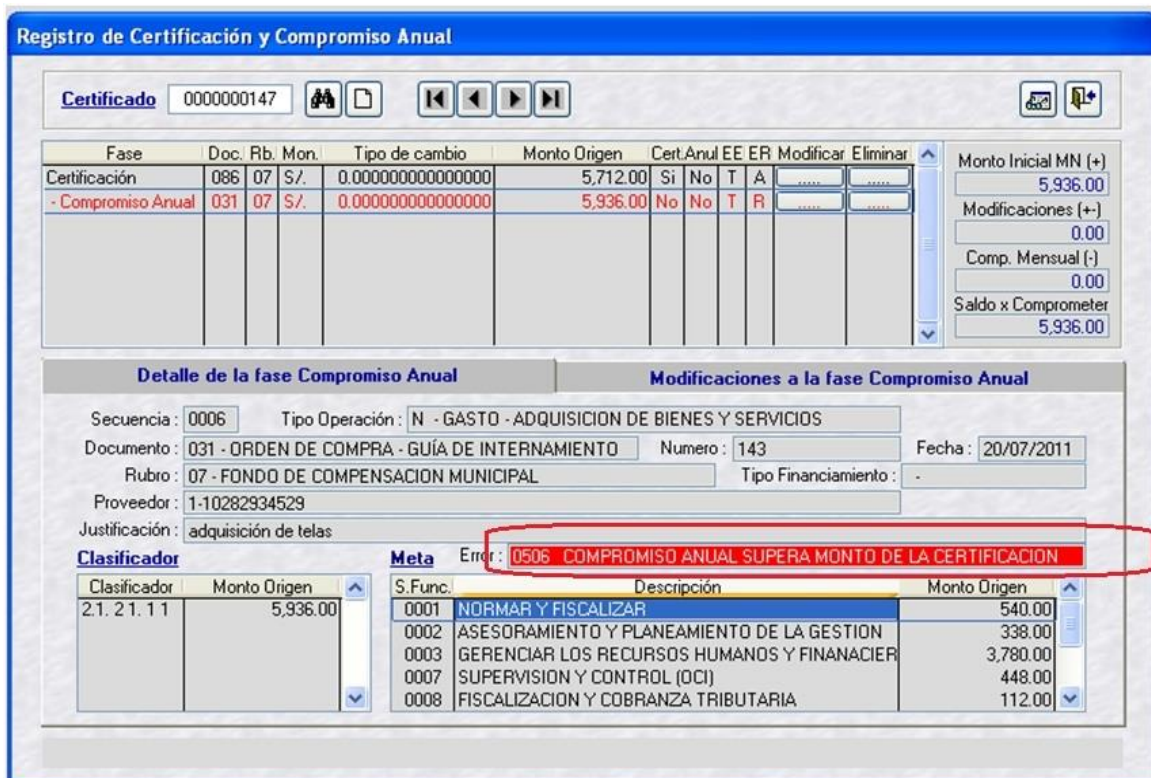 Registro de Certificación y Compromiso Anual
Certificado 0000000147
Fase Doc. Rb. Mon. Tipo de cambio Monto Origen Cert. Anul EE ER Modificar Eliminar
Certificación 086 07 S/. 0.000000000000000 5,712.00 Si No T A ..... .....
- Compromiso Anual 031 07 S/. 0.000000000000000 5,936.00 No No T R ..... .....
Monto Inicial MN (+)
5,936.00
Modificaciones (+-)
0.00
Comp. Mensual (-)
0.00
Saldo x Comprometer
5,936.00
Detalle de la fase Compromiso Anual Modificaciones a la fase Compromiso Anual
Secuencia : 0006 Tipo Operación : N - GASTO - ADQUISICION DE BIENES Y SERVICIOS
Documento : 031 - ORDEN DE COMPRA - GUÍA DE INTERNAMIENTO Numero : 143 Fecha : 20/07/2011
Rubro : 07 - FONDO DE COMPENSACION MUNICIPAL Tipo Financiamiento : -
Proveedor : 1-10282934529
Justificación : adquisición de telas
Clasificador Meta Error : 0506 COMPROMISO ANUAL SUPERA MONTO DE LA CERTIFICACION
Clasificador Monto Origen S.Func. Descripción Monto Origen
2.1. 2 1. 1 1 5,936.00 0001 NORMAR Y FISCALIZAR 540.00
0002 ASESORAMIENTO Y PLANEAMIENTO DE LA GESTION 338.00
0003 GERENCIAR LOS RECURSOS HUMANOS Y FINANACIER 3,780.00
0007 SUPERVISION Y CONTROL (OCI) 448.00
0008 FISCALIZACION Y COBRANZA TRIBUTARIA 112.00